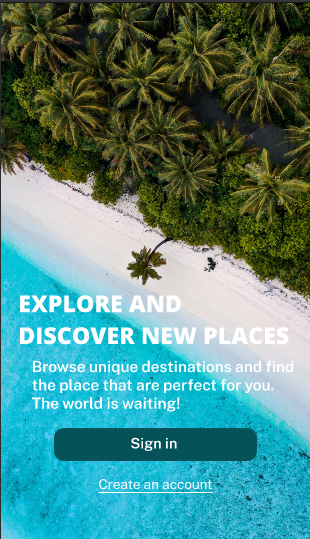 EXPLORE AND
DISCOVER NEW PLACES
Browse unique destinations and find
the place that are perfect for you.
The world is waiting!
Sign in
Create an account